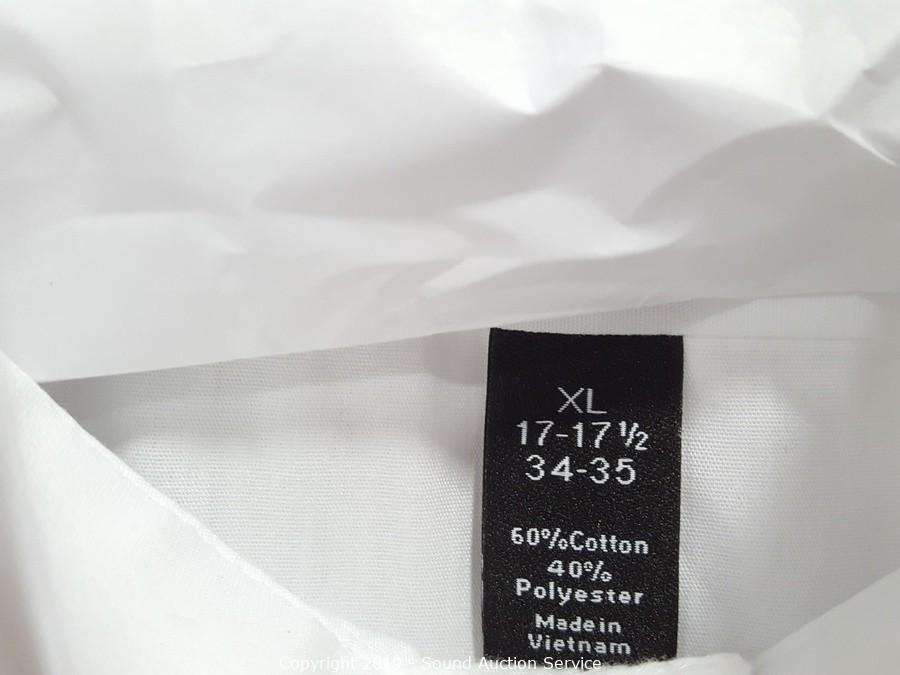 XL
17-17½
34-35
60%Cotton
40%
Polyester
Made in
Vietnam
Copyright 2019 - Sound Auction Service